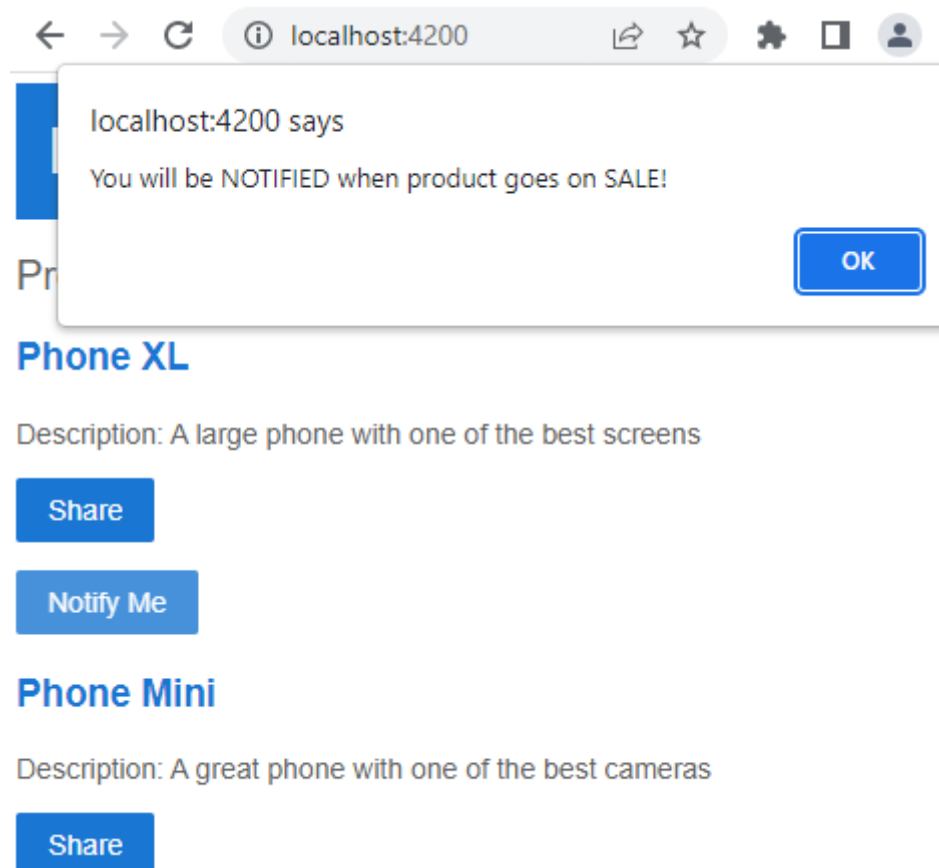 localhost:4200
localhost:4200 says
You will be NOTIFIED when product goes on SALE!
OK
Phone XL
Description: A large phone with one of the best screens
Share
Notify Me
Phone Mini
Description: A great phone with one of the best cameras
Share